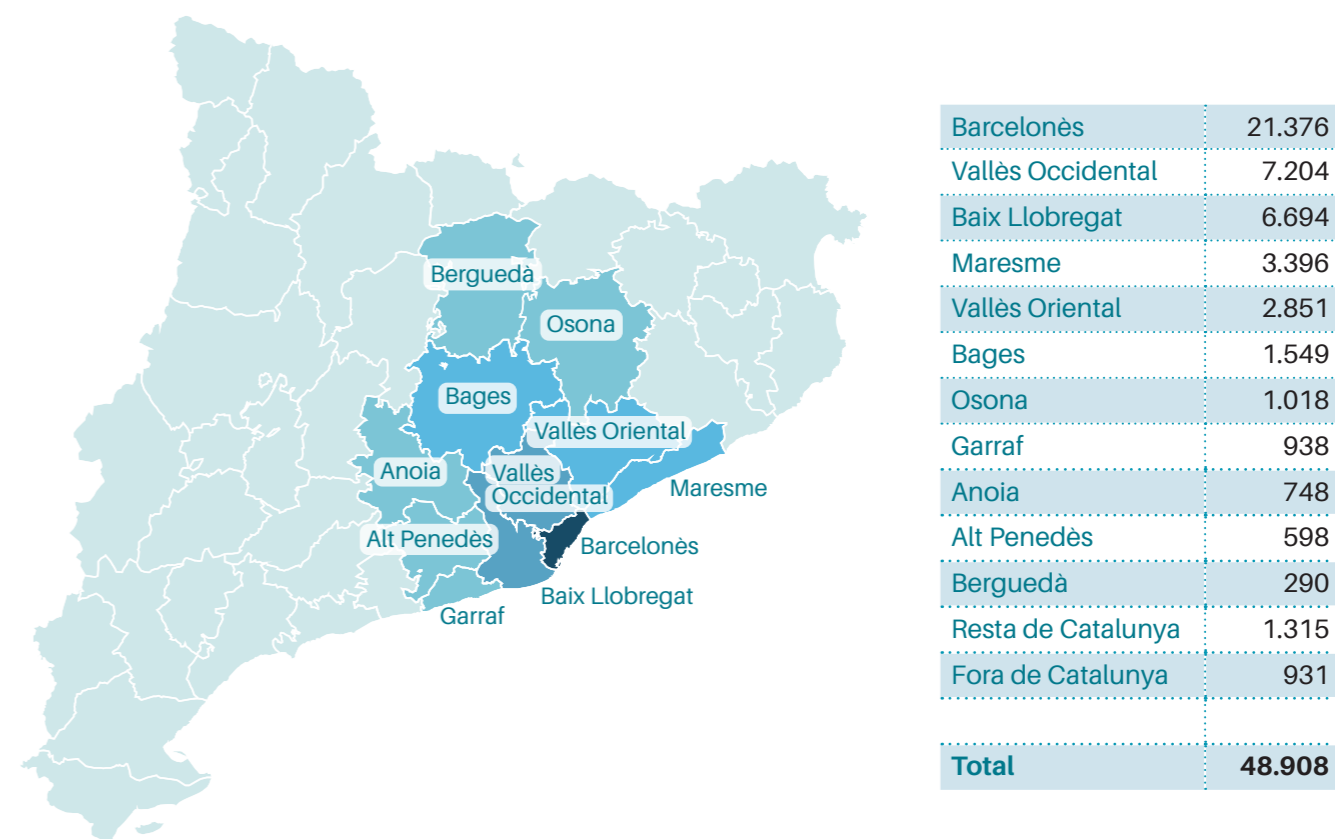 Berguedà
Osona
Bages
Vallès Oriental
Anoia
Vallès
Occidental
Maresme
Alt Penedès
Barcelonès
Baix Llobregat
Garraf
Barcelonès 21.376
Vallès Occidental 7.204
Baix Llobregat 6.694
Maresme 3.396
Vallès Oriental 2.851
Bages 1.549
Osona 1.018
Garraf 938
Anoia 748
Alt Penedès 598
Berguedà 290
Resta de Catalunya 1.315
Fora de Catalunya 931
Total 48.908